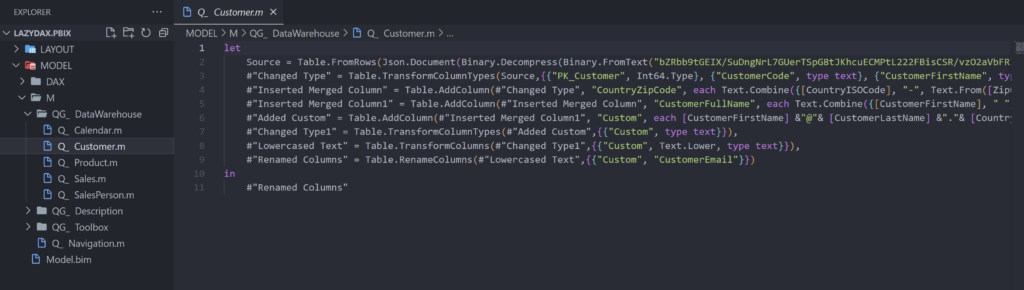 EXPLORER
LAZYDAX.PBIX
LAYOUT
MODEL
DAX
M
QG_ DataWarehouse
Q_ Calendar.m
Q_ Customer.m
Q_ Product.m
Q_ Sales.m
Q_ SalesPerson.m
QG_ Description
QG_ Toolbox
Q_ Navigation.m
Model.bim
Q_ Customer.m
MODEL > M > QG_ DataWarehouse > Q_ Customer.m > ...
1 let
2 Source = Table.FromRows(Json.Document(Binary.Decompress(Binary.FromText("bZRbb9tGEIX/SuDngNrL7GUerTSpG8tJKhcuECMPtL222FBisCSR/vzO2aVbFR
3 #"Changed Type" = Table.TransformColumnTypes(Source,{{"PK_Customer", Int64.Type}, {"CustomerCode", type text}, {"CustomerFirstName", typ
4 #"Inserted Merged Column" = Table.AddColumn(#"Changed Type", "CountryZipCode", each Text.Combine({[CountryISOCode], "-", Text.From([Zip
5 #"Inserted Merged Column1" = Table.AddColumn(#"Inserted Merged Column", "CustomerFullName", each Text.Combine({[CustomerFirstName], " "
6 #"Added Custom" = Table.AddColumn(#"Inserted Merged Column1", "Custom", each [CustomerFirstName] &"@"& [CustomerLastName] &"."& [Countr
7 #"Changed Type1" = Table.TransformColumnTypes(#"Added Custom",{{"Custom", type text}}),
8 #"Lowercased Text" = Table.TransformColumns(#"Changed Type1",{{"Custom", Text.Lower, type text}}),
9 #"Renamed Columns" = Table.RenameColumns(#"Lowercased Text",{{"Custom", "CustomerEmail"}})
10 in
11 #"Renamed Columns"